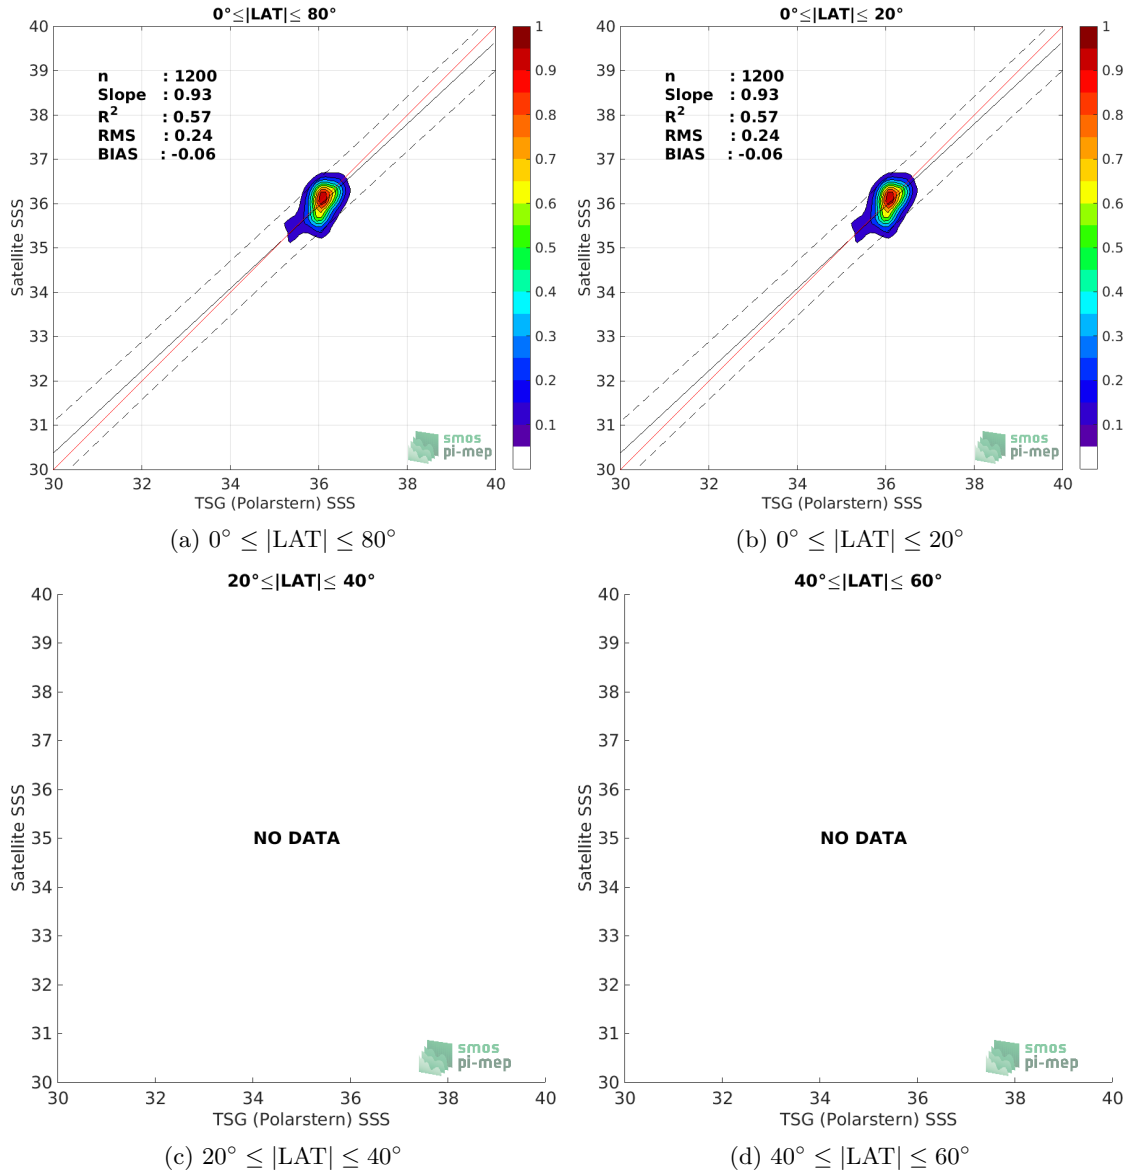 0°≤|LAT|≤ 80°
40
39
38
37
36
35
34
33
32
31
30
n : 1200
Slope : 0.93
R² : 0.57
RMS : 0.24
BIAS : -0.06
Satellite SSS
smos
pi-mep
30 32 34 36 38 40
TSG (Polarstern) SSS
1
0.9
0.8
0.7
0.6
0.5
0.4
0.3
0.2
0.1
(a) 0° ≤ |LAT| ≤ 80°
0°≤|LAT|≤ 20°
40
39
38
37
36
35
34
33
32
31
30
n : 1200
Slope : 0.93
R² : 0.57
RMS : 0.24
BIAS : -0.06
Satellite SSS
smos
pi-mep
30 32 34 36 38 40
TSG (Polarstern) SSS
1
0.9
0.8
0.7
0.6
0.5
0.4
0.3
0.2
0.1
(b) 0° ≤ |LAT| ≤ 20°
20°≤|LAT|≤ 40°
40
39
38
37
36
35
34
33
32
31
30
Satellite SSS
NO DATA
smos
pi-mep
30 32 34 36 38 40
TSG (Polarstern) SSS
(c) 20° ≤ |LAT| ≤ 40°
40°≤|LAT|≤ 60°
40
39
38
37
36
35
34
33
32
31
30
Satellite SSS
NO DATA
smos
pi-mep
30 32 34 36 38 40
TSG (Polarstern) SSS
(d) 40° ≤ |LAT| ≤ 60°